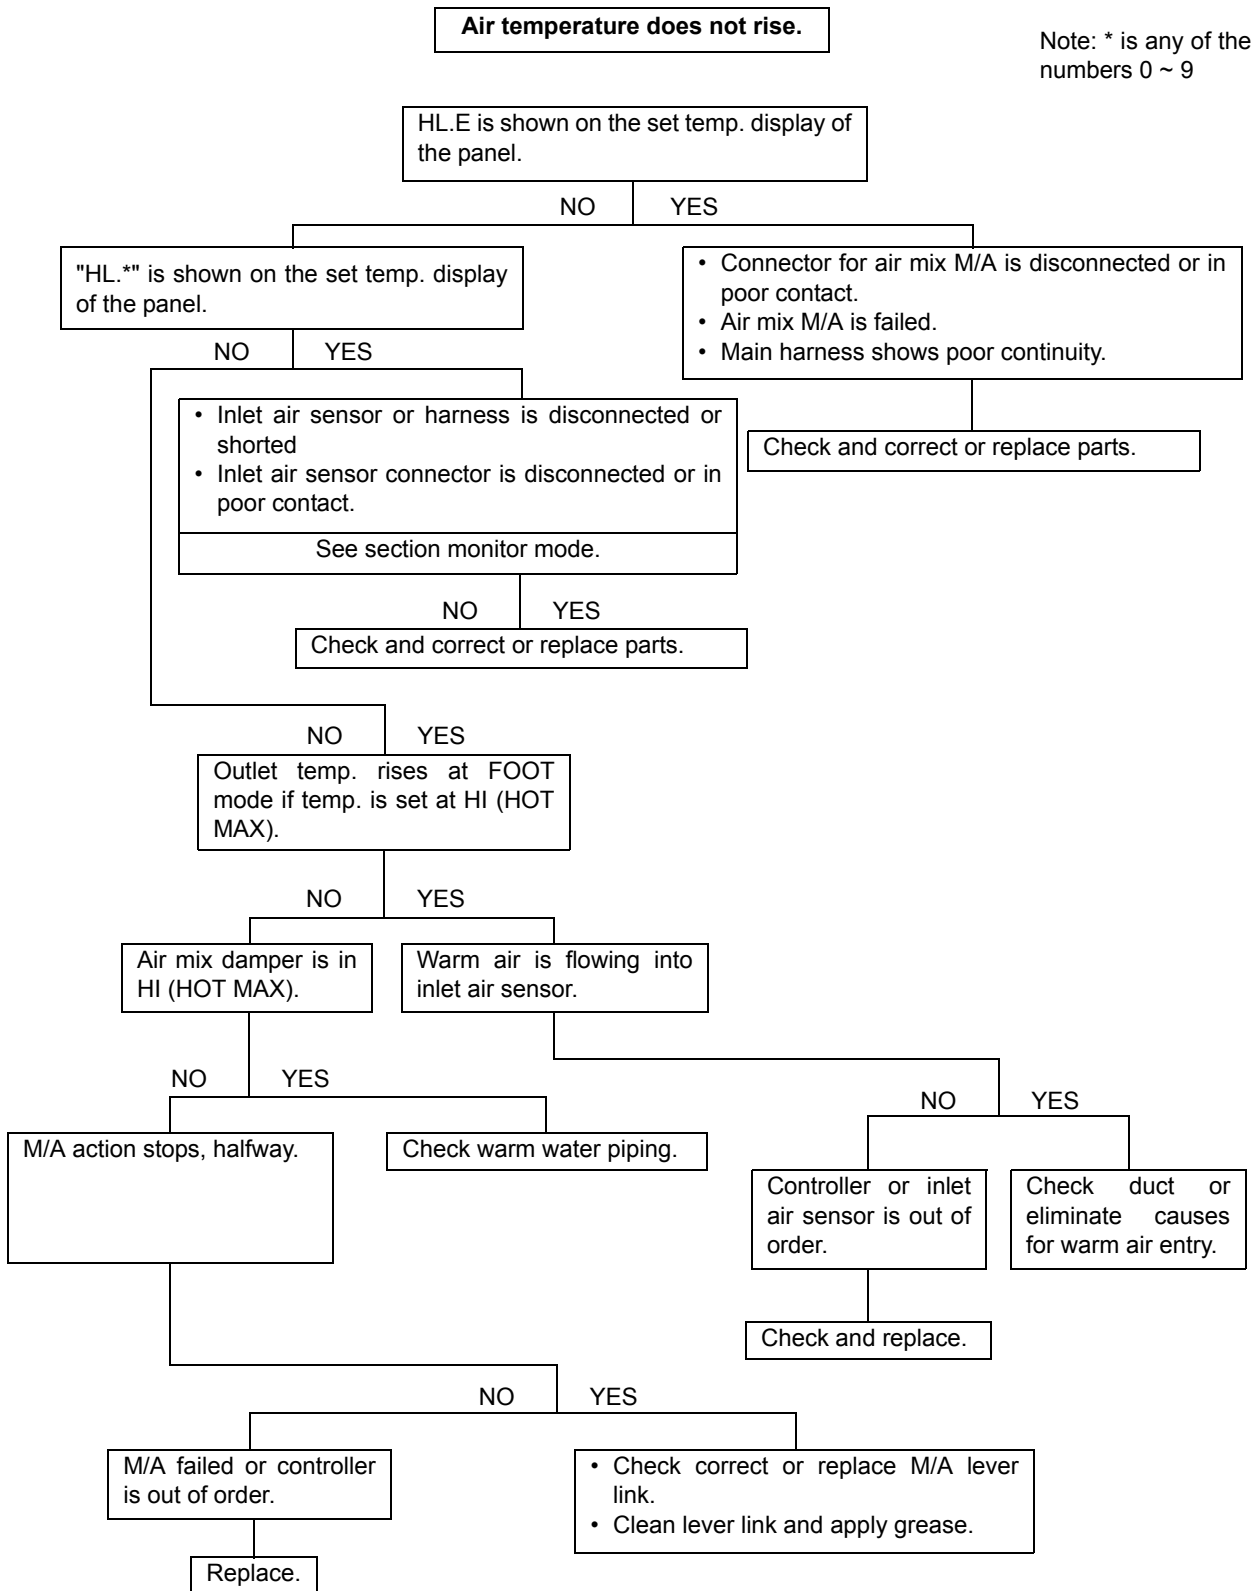 Air temperature does not rise.
Note: * is any of the
numbers 0 ~ 9
HL.E is shown on the set temp. display of
the panel.
NO YES
"HL.*" is shown on the set temp. display
of the panel.
• Connector for air mix M/A is disconnected or in
poor contact.
• Air mix M/A is failed.
• Main harness shows poor continuity.
NO YES
• Inlet air sensor or harness is disconnected or
shorted
• Inlet air sensor connector is disconnected or in
poor contact.
See section monitor mode.
Check and correct or replace parts.
NO YES
Check and correct or replace parts.
NO YES
Outlet temp. rises at FOOT
mode if temp. is set at HI (HOT
MAX).
NO YES
Air mix damper is in
HI (HOT MAX).
Warm air is flowing into
inlet air sensor.
NO YES
NO YES
M/A action stops, halfway.
Check warm water piping.
Controller or inlet
air sensor is out of
order.
Check duct or
eliminate causes
for warm air entry.
Check and replace.
NO YES
M/A failed or controller
is out of order.
• Check correct or replace M/A lever
link.
• Clean lever link and apply grease.
Replace.